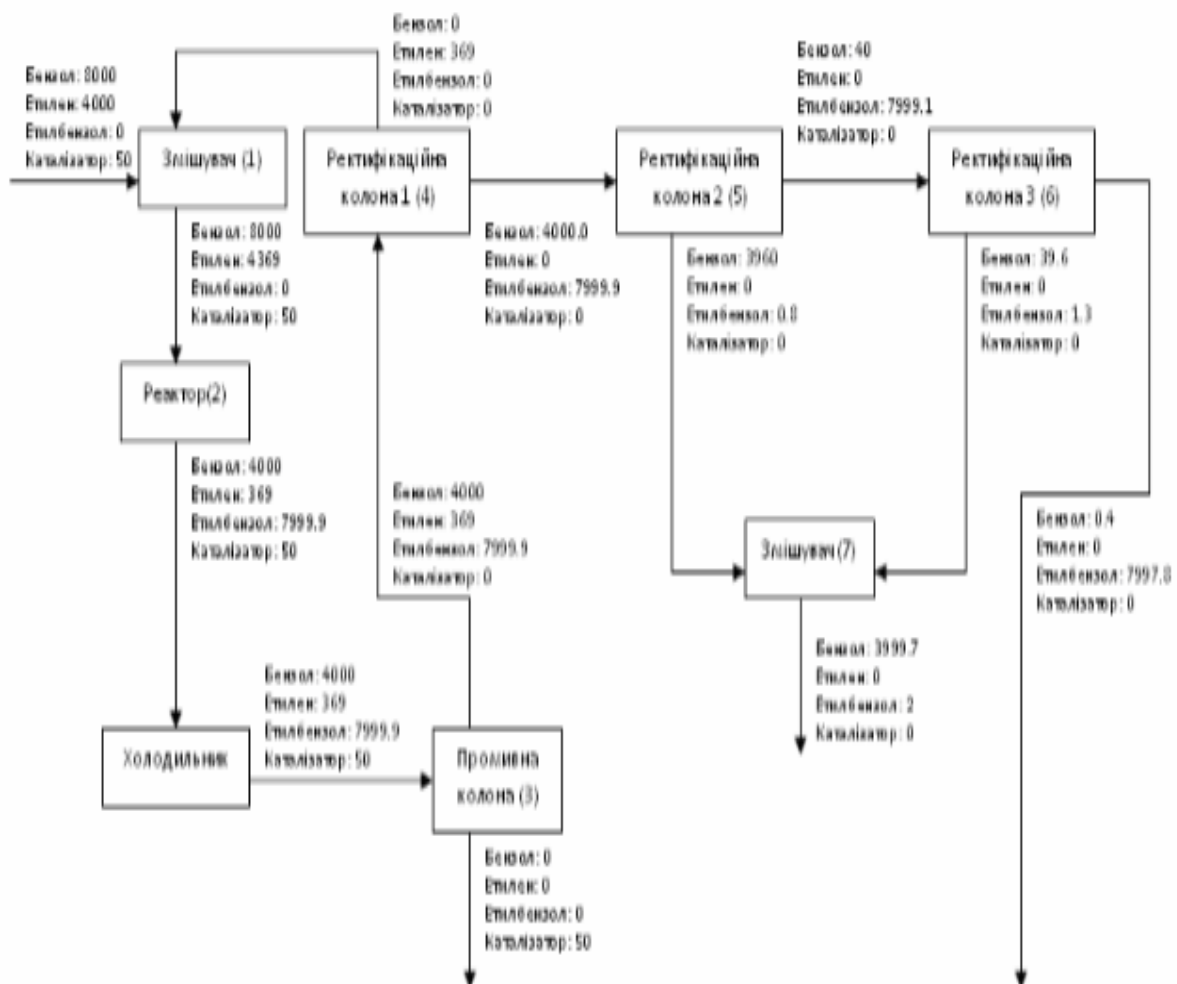 Бензол: 0
Етилен: 369
Етилбензол: 0
Каталізатор: 0
Бензол: 8000
Етилен: 4000
Етилбензол: 0
Каталізатор: 50
Бензол: 40
Етилен: 0
Етилбензол: 7999.1
Каталізатор: 0
Змішувач (1)
Ректифікаційна
колона 1 (4)
Ректифікаційна
колона 2 (5)
Ректифікаційна
колона 3 (6)
Бензол: 8000
Етилен: 4369
Етилбензол: 0
Каталізатор: 50
Бензол: 4000.0
Етилен: 0
Етилбензол: 7999.9
Каталізатор: 0
Бензол: 3960
Етилен: 0
Етилбензол: 0.8
Каталізатор: 0
Бензол: 39.6
Етилен: 0
Етилбензол: 1.3
Каталізатор: 0
Реактор(2)
Бензол: 4000
Етилен: 369
Етилбензол: 7999.9
Каталізатор: 50
Бензол: 4000
Етилен: 369
Етилбензол: 7999.9
Каталізатор: 0
Змішувач (7)
Бензол: 0.4
Етилен: 0
Етилбензол: 7997.8
Каталізатор: 0
Бензол: 3999.7
Етилен: 0
Етилбензол: 2
Каталізатор: 0
Бензол: 4000
Етилен: 369
Етилбензол: 7999.9
Каталізатор: 50
Холодильник
Промивна
колона (3)
Бензол: 0
Етилен: 0
Етилбензол: 0
Каталізатор: 50